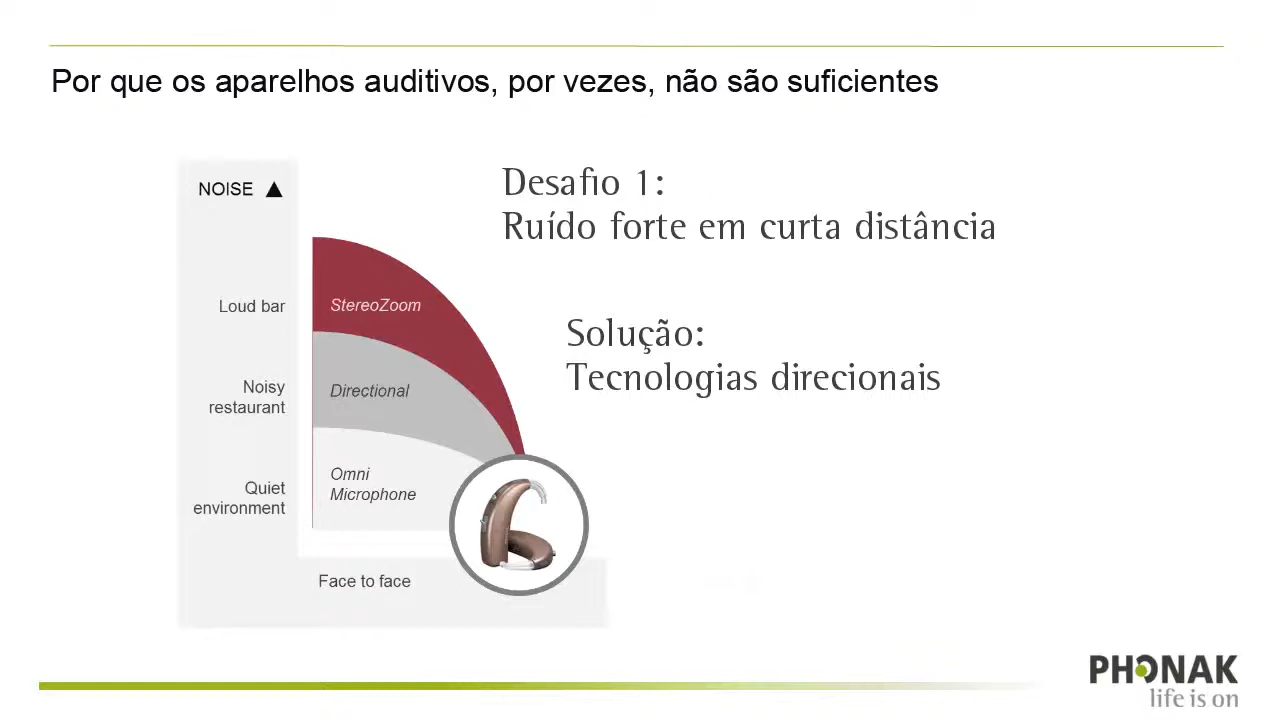 Por que os aparelhos auditivos, por vezes, não são suficientes
NOISE ▲
Desafio 1:
Ruído forte em curta distância
Loud bar
StereoZoom
Solução:
Tecnologias direcionais
Noisy
restaurant
Directional
Quiet
environment
Omni
Microphone
Face to face
PHONAK
life is on